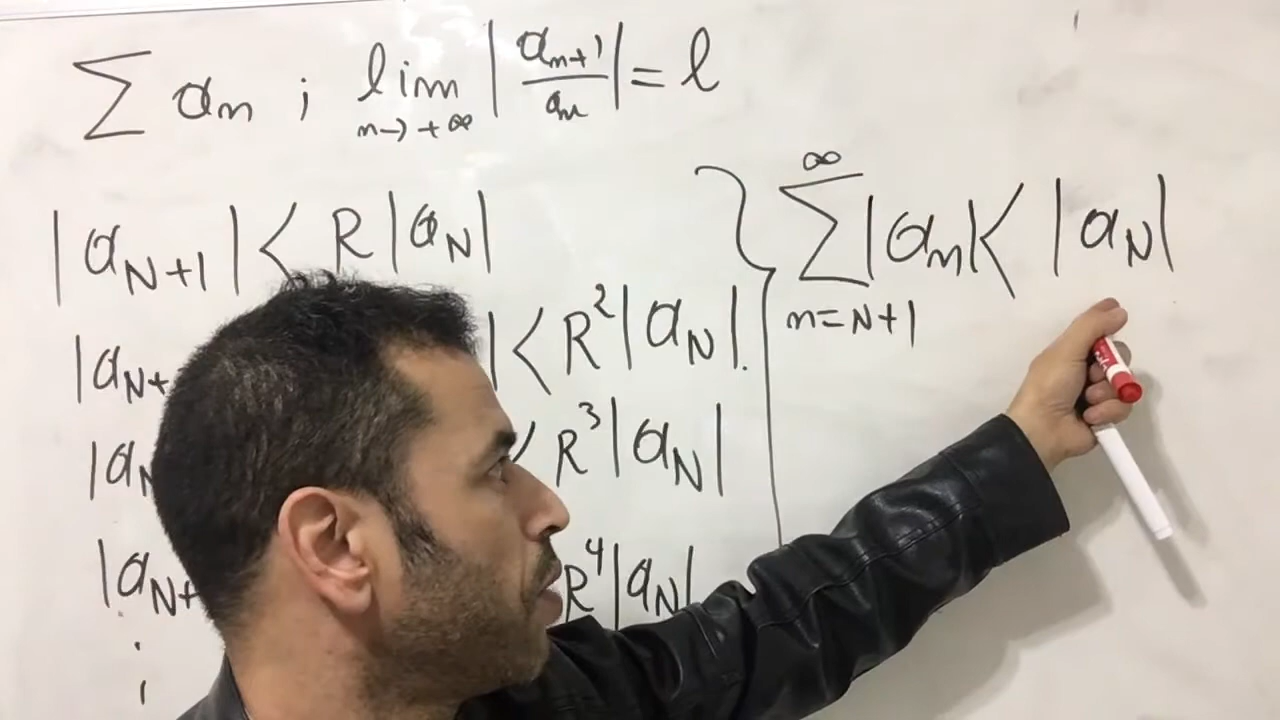 ∑ aₙ ; lim n→+∞ |aₙ₊₁/aₙ| = ℓ
|a_{N+1}| < R |a_N|
|a_{N+ | < R² |a_N|.
|a_N < R³ |a_N|
|a_{N+ R⁴ |a_N|
} ∑_{n=N+1}^{∞} |aₙ| < |a_N|